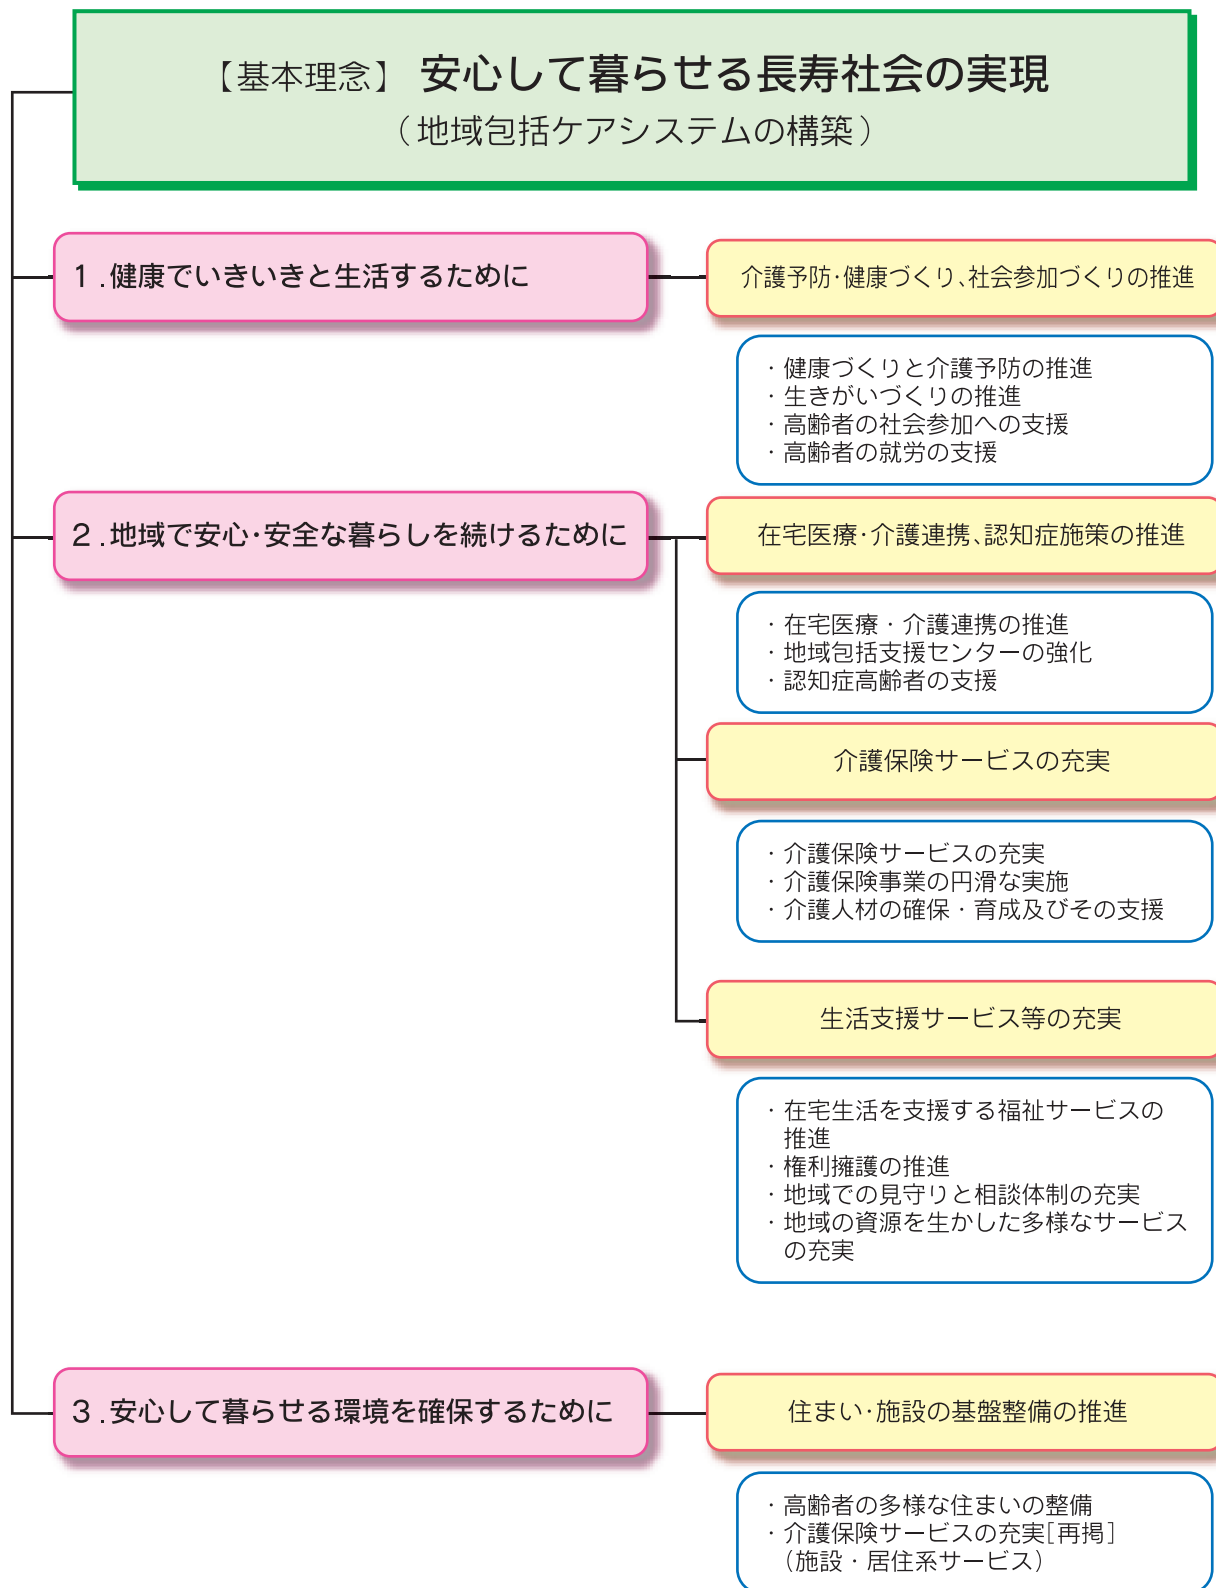 【基本理念】 安心して暮らせる長寿社会の実現
（地域包括ケアシステムの構築）
1.健康でいきいきと生活するために
介護予防・健康づくり、社会参加づくりの推進
・健康づくりと介護予防の推進
・生きがいづくりの推進
・高齢者の社会参加への支援
・高齢者の就労の支援
2.地域で安心・安全な暮らしを続けるために
在宅医療・介護連携、認知症施策の推進
・在宅医療・介護連携の推進
・地域包括支援センターの強化
・認知症高齢者の支援
介護保険サービスの充実
・介護保険サービスの充実
・介護保険事業の円滑な実施
・介護人材の確保・育成及びその支援
生活支援サービス等の充実
・在宅生活を支援する福祉サービスの
推進
・権利擁護の推進
・地域での見守りと相談体制の充実
・地域の資源を生かした多様なサービス
の充実
3.安心して暮らせる環境を確保するために
住まい・施設の基盤整備の推進
・高齢者の多様な住まいの整備
・介護保険サービスの充実[再掲]
（施設・居住系サービス）